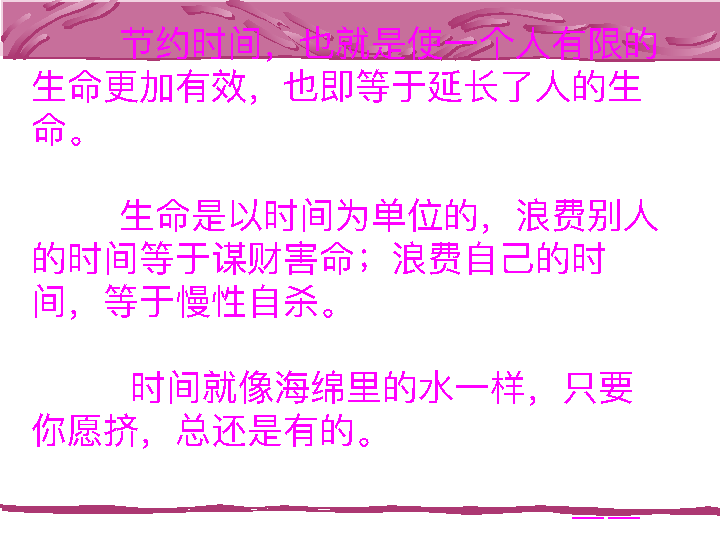 节约时间，也就是使一个人有限的
生命更加有效，也即等于延长了人的生
命。
生命是以时间为单位的，浪费别人
的时间等于谋财害命；浪费自己的时
间，等于慢性自杀。
时间就像海绵里的水一样，只要
你愿挤，总还是有的。
——